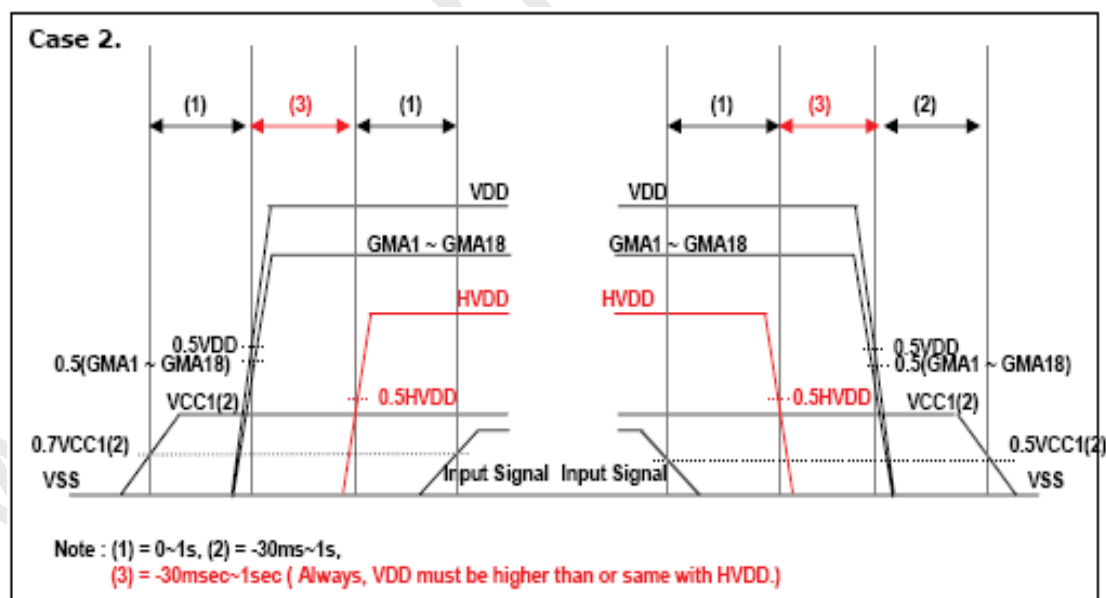 Case 2.
(1) (3) (1) (1) (3) (2)
VDD VDD
GMA1 ~ GMA18 GMA1 ~ GMA18
HVDD HVDD
0.5VDD 0.5VDD
0.5(GMA1 ~ GMA18) 0.5(GMA1 ~ GMA18)
VCC1(2) 0.5HVDD 0.5HVDD VCC1(2)
0.7VCC1(2) 0.5VCC1(2)
VSS Input Signal Input Signal VSS
Note : (1) = 0~1s, (2) = -30ms~1s,
(3) = -30msec~1sec ( Always, VDD must be higher than or same with HVDD.)